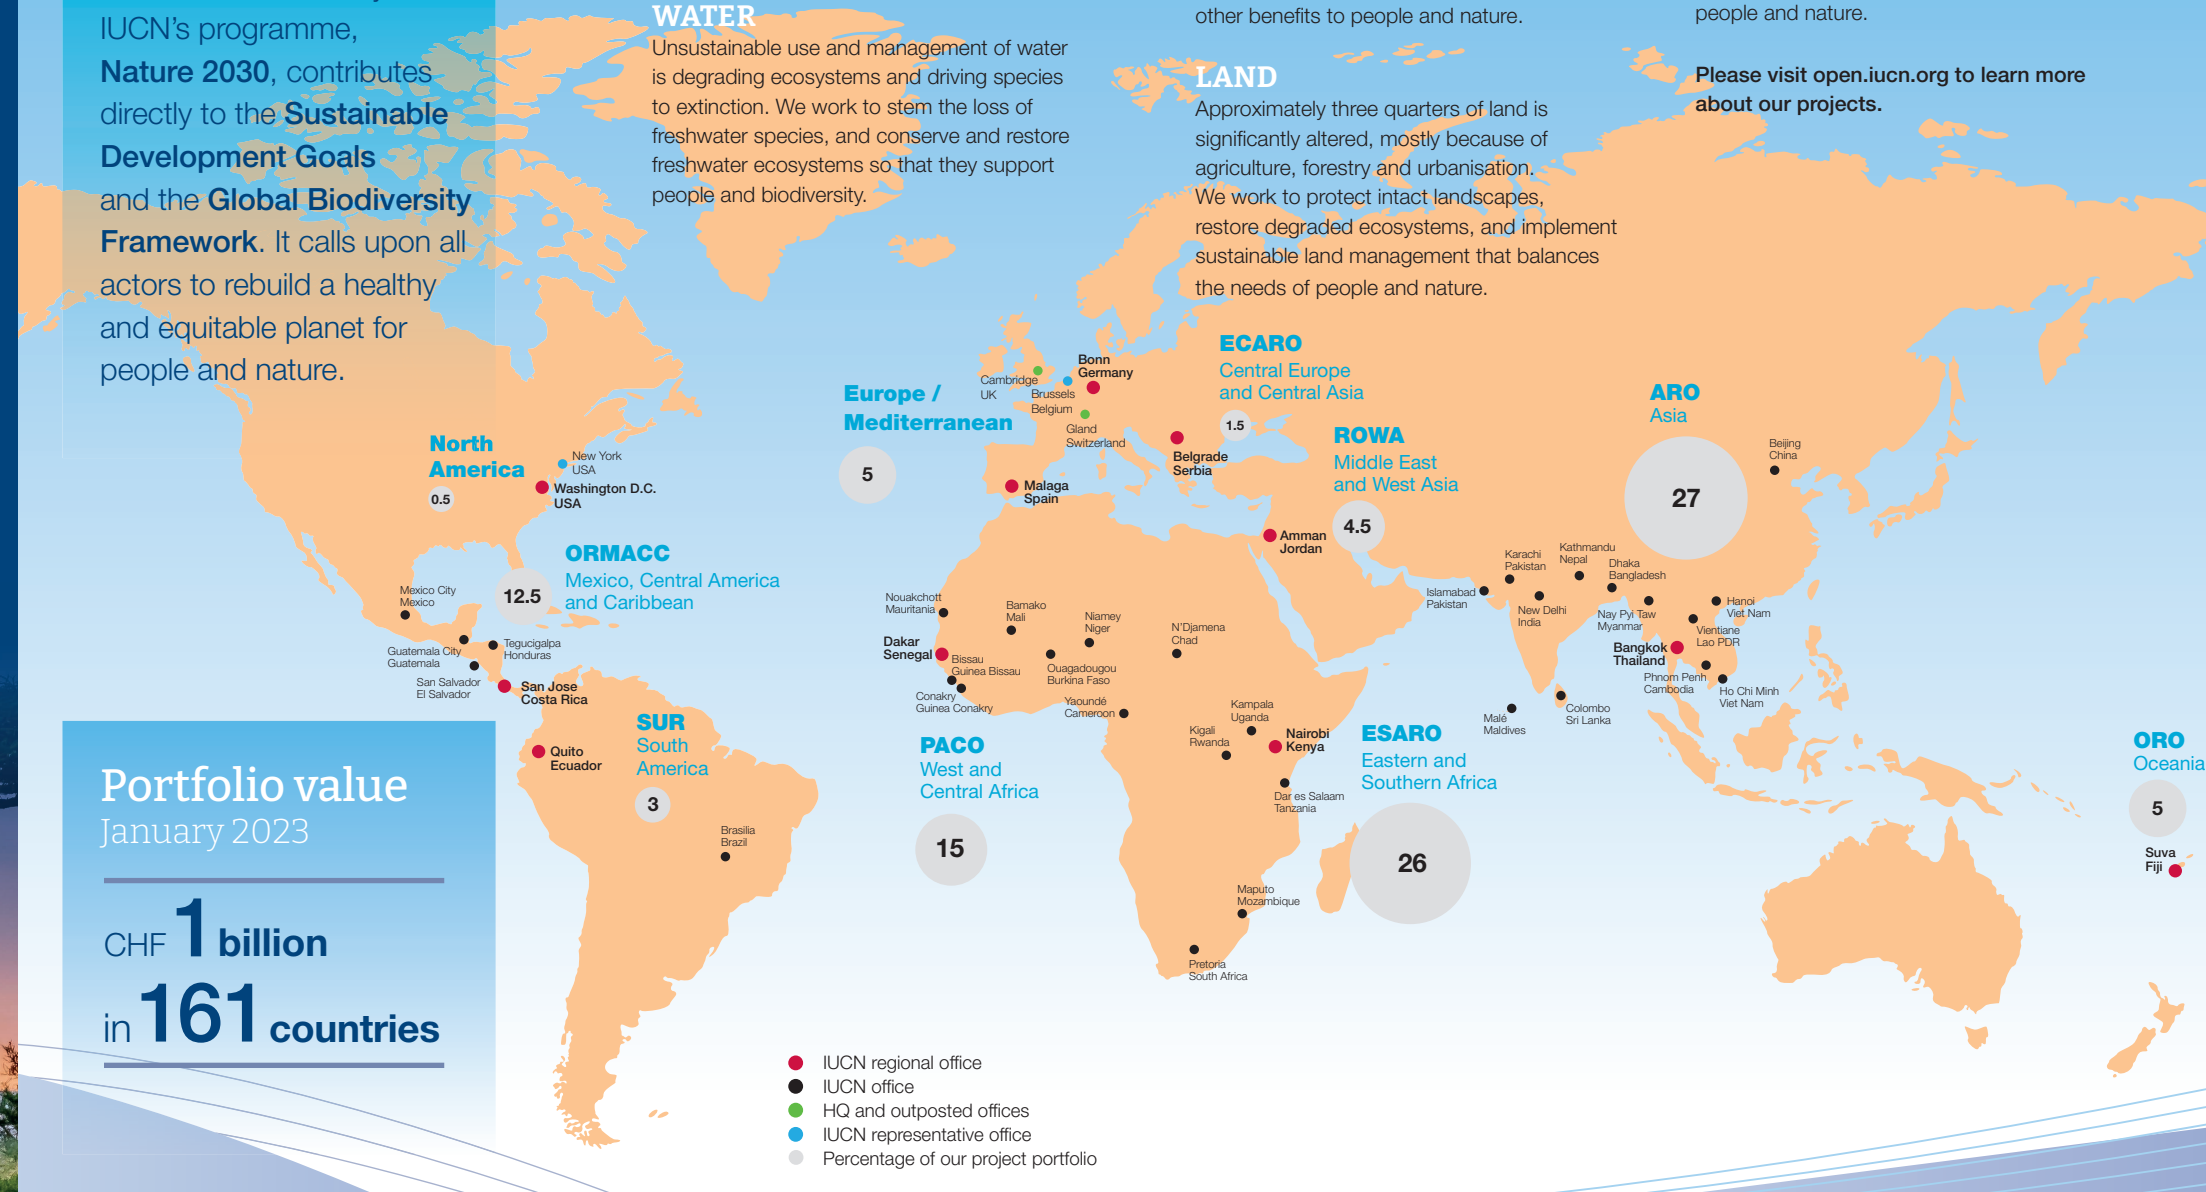 IUCN's programme,
Nature 2030, contributes
directly to the Sustainable
Development Goals
and the Global Biodiversity
Framework. It calls upon all
actors to rebuild a healthy
and equitable planet for
people and nature.
WATER
Unsustainable use and management of water
is degrading ecosystems and driving species
to extinction. We work to stem the loss of
freshwater species, and conserve and restore
freshwater ecosystems so that they support
people and biodiversity.
other benefits to people and nature.
LAND
Approximately three quarters of land is
significantly altered, mostly because of
agriculture, forestry and urbanisation.
We work to protect intact landscapes,
restore degraded ecosystems, and implement
sustainable land management that balances
the needs of people and nature.
people and nature.
Please visit open.iucn.org to learn more
about our projects.
North
America
0.5
New York
USA
Washington D.C.
USA
ORMACC
Mexico, Central America
and Caribbean
12.5
Mexico City
Mexico
Guatemala City
Guatemala
Tegucigalpa
Honduras
San Salvador
El Salvador
San Jose
Costa Rica
SUR
South
America
3
Quito
Ecuador
Brasilia
Brazil
Europe /
Mediterranean
5
Cambridge
UK
Brussels
Belgium
Bonn
Germany
Gland
Switzerland
Malaga
Spain
ECARO
Central Europe
and Central Asia
1.5
Belgrade
Serbia
ROWA
Middle East
and West Asia
4.5
Amman
Jordan
Nouakchott
Mauritania
Bamako
Mali
Niamey
Niger
N'Djamena
Chad
Dakar
Senegal
Bissau
Guinea Bissau
Ouagadougou
Burkina Faso
Conakry
Guinea Conakry
Yaoundé
Cameroon
PACO
West and
Central Africa
15
Kampala
Uganda
Kigali
Rwanda
Nairobi
Kenya
Dar es Salaam
Tanzania
ESARO
Eastern and
Southern Africa
26
Maputo
Mozambique
Pretoria
South Africa
ARO
Asia
27
Beijing
China
Islamabad
Pakistan
Karachi
Pakistan
Kathmandu
Nepal
Dhaka
Bangladesh
New Delhi
India
Nay Pyi Taw
Myanmar
Hanoi
Viet Nam
Vientiane
Lao PDR
Bangkok
Thailand
Phnom Penh
Cambodia
Ho Chi Minh
Viet Nam
Malé
Maldives
Colombo
Sri Lanka
ORO
Oceania
5
Suva
Fiji
Portfolio value
January 2023
CHF 1 billion
in 161 countries
IUCN regional office
IUCN office
HQ and outposted offices
IUCN representative office
Percentage of our project portfolio